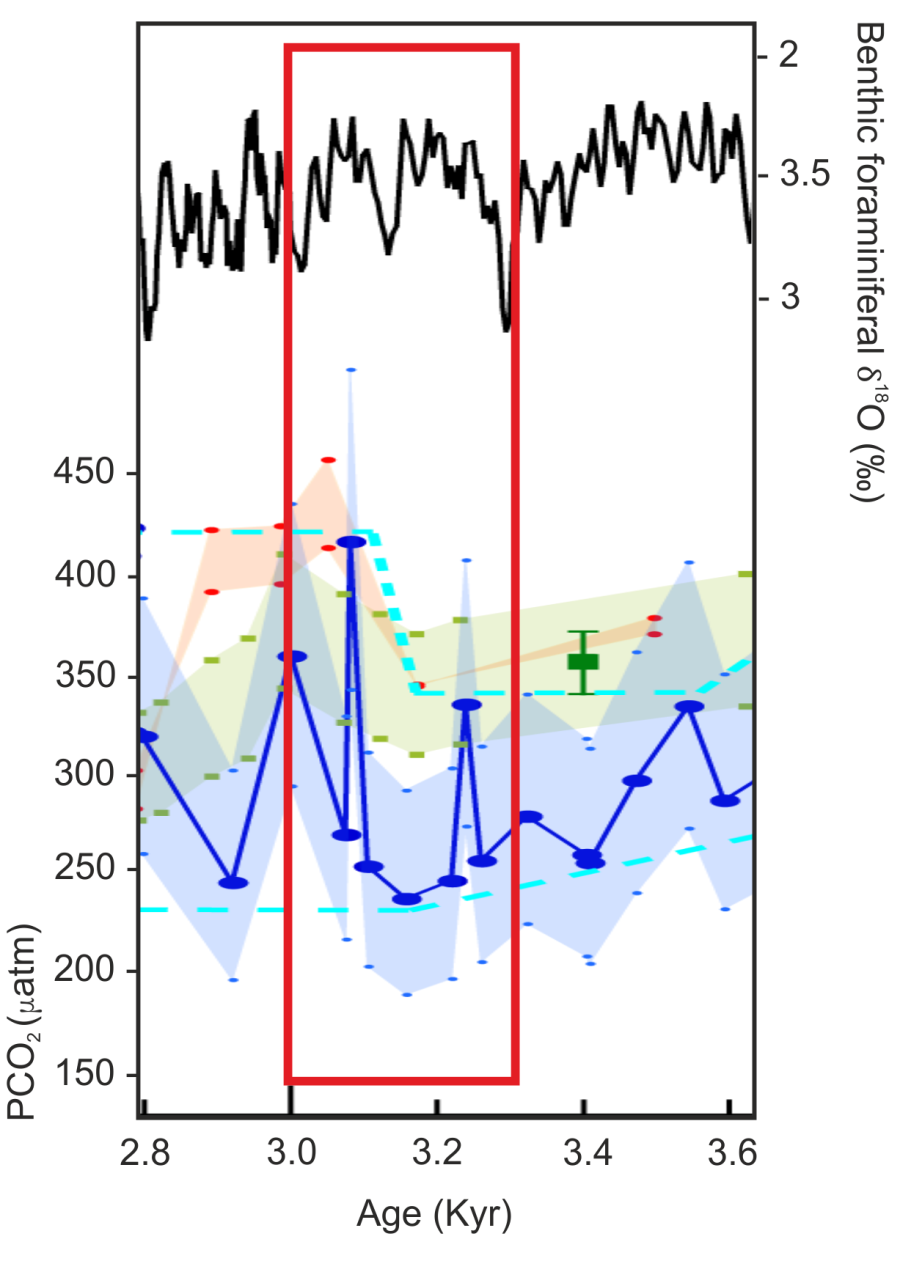 - 2
- 3.5
- 3
Benthic foraminiferal δ¹⁸O (‰)
450
400
350
300
250
200
150
PCO₂ (μatm)
2.8 3.0 3.2 3.4 3.6
Age (Kyr)